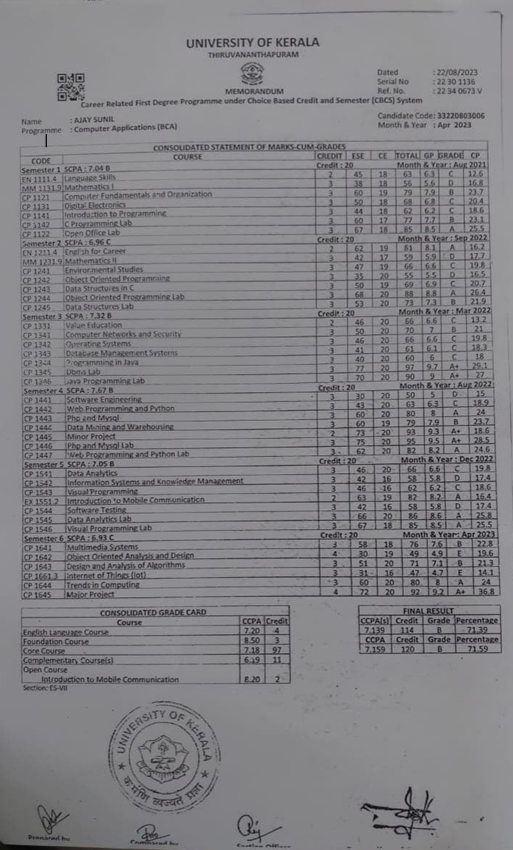 UNIVERSITY OF KERALA
THIRUVANANTHAPURAM
Dated : 22/08/2023
Serial No : 22 30 1136
MEMORANDUM
Ref. No. : 22 34 0673 V
Career Related First Degree Programme under Choice Based Credit and Semester (CBCS) System
Candidate Code: 33220803006
Name : AJAY SUNIL
Month & Year : Apr 2023
Programme : Computer Applications (BCA)
CONSOLIDATED STATEMENT OF MARKS-CUM-GRADES
CODE COURSE CREDIT ESE CE TOTAL GP GRADE CP
Semester 1 SCPA : 7.04 B Credit : 20 Month & Year : Aug 2021
EN 1111.4 Language Skills 2 45 18 63 6.3 C 12.6
MM 1131.9 Mathematics I 3 38 18 56 5.6 D 16.8
CP 1121 Computer Fundamentals and Organization 3 60 19 79 7.9 B 23.7
CP 1131 Digital Electronics 3 50 18 68 6.8 C 20.4
CP 1141 Introduction to Programming 3 44 18 62 6.2 C 18.6
CP 1142 C Programming Lab 3 60 17 77 7.7 B 23.1
CP 1122 Open Office Lab 3 67 18 85 8.5 A 25.5
Semester 2 SCPA : 6.96 C Credit : 20 Month & Year : Sep 2022
EN 1211.4 English for Career 2 62 19 81 8.1 A 16.2
MM 1231.9 Mathematics II 3 42 17 59 5.9 D 17.7
CP 1241 Environmental Studies 3 47 19 66 6.6 C 19.8
CP 1242 Object Oriented Programming 3 35 20 55 5.5 D 16.5
CP 1243 Data Structures in C 3 50 19 69 6.9 C 20.7
CP 1244 Object Oriented Programming Lab 3 68 20 88 8.8 A 26.4
CP 1245 Data Structures Lab 3 53 20 73 7.3 B 21.9
Semester 3 SCPA : 7.32 B Credit : 20 Month & Year : Mar 2022
CP 1331 Value Education 2 46 20 66 6.6 C 13.2
CP 1341 Computer Networks and Security 3 50 20 70 7 B 21
CP 1342 Operating Systems 3 46 20 66 6.6 C 19.8
CP 1343 Database Management Systems 3 41 20 61 6.1 C 18.3
CP 1344 Programming in Java 3 40 20 60 6 C 18
CP 1345 Dbms Lab 3 77 20 97 9.7 A+ 29.1
CP 1346 Java Programming Lab 3 70 20 90 9 A+ 27
Semester 4 SCPA : 7.67 B Credit : 20 Month & Year : Aug 2022
CP 1441 Software Engineering 3 30 20 50 5 D 15
CP 1442 Web Programming and Python 3 43 20 63 6.3 C 18.9
CP 1443 Php and Mysql 3 60 20 80 8 A 24
CP 1444 Data Mining and Warehousing 3 60 19 79 7.9 B 23.7
CP 1445 Minor Project 2 73 20 93 9.3 A+ 18.6
CP 1446 Php and Mysql Lab 3 75 20 95 9.5 A+ 28.5
CP 1447 Web Programming and Python Lab 3 62 20 82 8.2 A 24.6
Semester 5 SCPA : 7.05 B Credit : 20 Month & Year : Dec 2022
CP 1541 Data Analytics 3 46 20 66 6.6 C 19.8
CP 1542 Information Systems and Knowledge Management 3 42 16 58 5.8 D 17.4
CP 1543 Visual Programming 3 46 16 62 6.2 C 18.6
EX 1551.2 Introduction to Mobile Communication 2 63 19 82 8.2 A 16.4
CP 1544 Software Testing 3 42 16 58 5.8 D 17.4
CP 1545 Data Analytics Lab 3 66 20 86 8.6 A 25.8
CP 1546 Visual Programming Lab 3 67 18 85 8.5 A 25.5
Semester 6 SCPA : 6.93 C Credit : 20 Month & Year: Apr 2023
CP 1641 Multimedia Systems 3 58 18 76 7.6 B 22.8
CP 1642 Object Oriented Analysis and Design 4 30 19 49 4.9 E 19.6
CP 1643 Design and Analysis of Algorithms 3 51 20 71 7.1 B 21.3
CP 1661.3 Internet of Things (Iot) 3 31 16 47 4.7 E 14.1
CP 1644 Trends in Computing 3 60 20 80 8 A 24
CP 1645 Major Project 4 72 20 92 9.2 A+ 36.8
CONSOLIDATED GRADE CARD
CCPA Credit
English Language Course 7.20 4
Foundation Course 8.50 3
Core Course 7.18 97
Complementary Course(s) 6.19 11
Open Course
Introduction to Mobile Communication 8.20 2
Section: ES-VII
FINAL RESULT
CCPA(s) Credit Grade Percentage
7.139 114 B 71.39
CCPA Credit Grade Percentage
7.159 120 B 71.59
UNIVERSITY OF KERALA
Prepared by